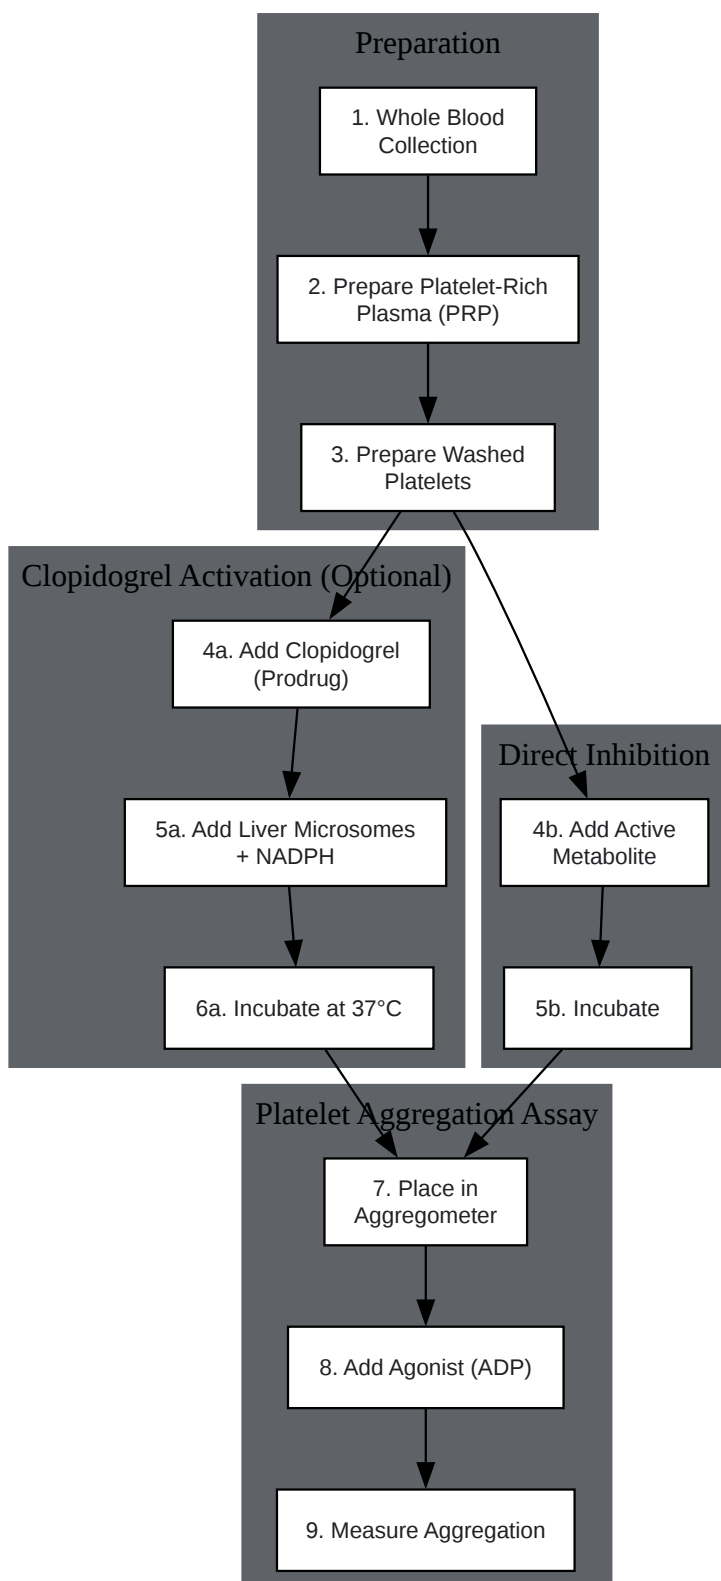 Preparation
1. Whole Blood
Collection
2. Prepare Platelet-Rich
Plasma (PRP)
3. Prepare Washed
Platelets
Clopidogrel Activation (Optional)
4a. Add Clopidogrel
(Prodrug)
5a. Add Liver Microsomes
+ NADPH
6a. Incubate at 37°C
Direct Inhibition
4b. Add Active
Metabolite
5b. Incubate
Platelet Aggregation Assay
7. Place in
Aggregometer
8. Add Agonist (ADP)
9. Measure Aggregation